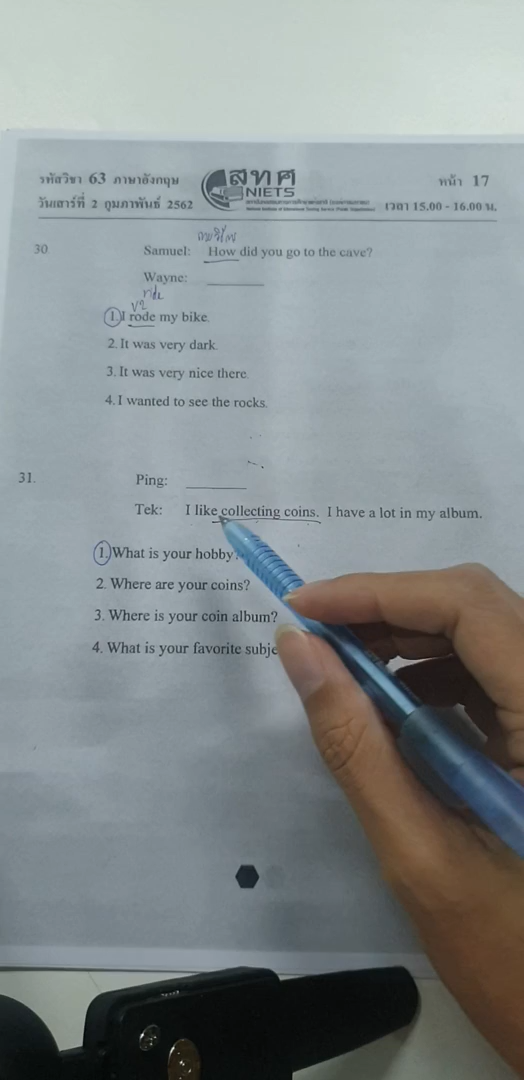 รหัสวิชา 63 ภาษาอังกฤษ
สทศ
NIETS
หน้า 17
วันเสาร์ที่ 2 กุมภาพันธ์ 2562
เวลา 15.00 - 16.00 น.
30.
Samuel: How did you go to the cave?
Wayne:
ride
V2
1. I rode my bike.
2. It was very dark.
3. It was very nice there.
4. I wanted to see the rocks.
31.
Ping:
Tek: I like collecting coins. I have a lot in my album.
1. What is your hobby?
2. Where are your coins?
3. Where is your coin album?
4. What is your favorite subje